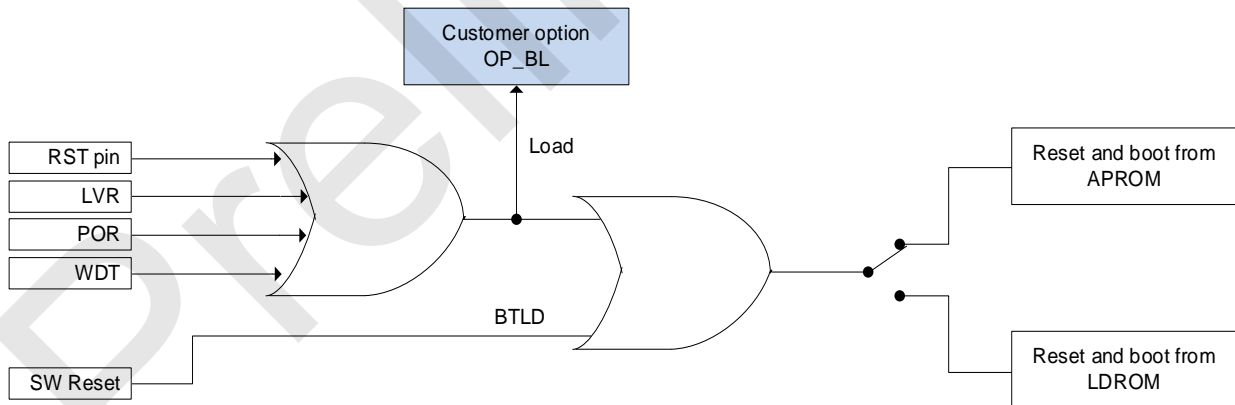 Customer option
OP_BL
Load
RST pin
LVR
POR
WDT
BTLD
SW Reset
Reset and boot from
APROM
Reset and boot from
LDROM